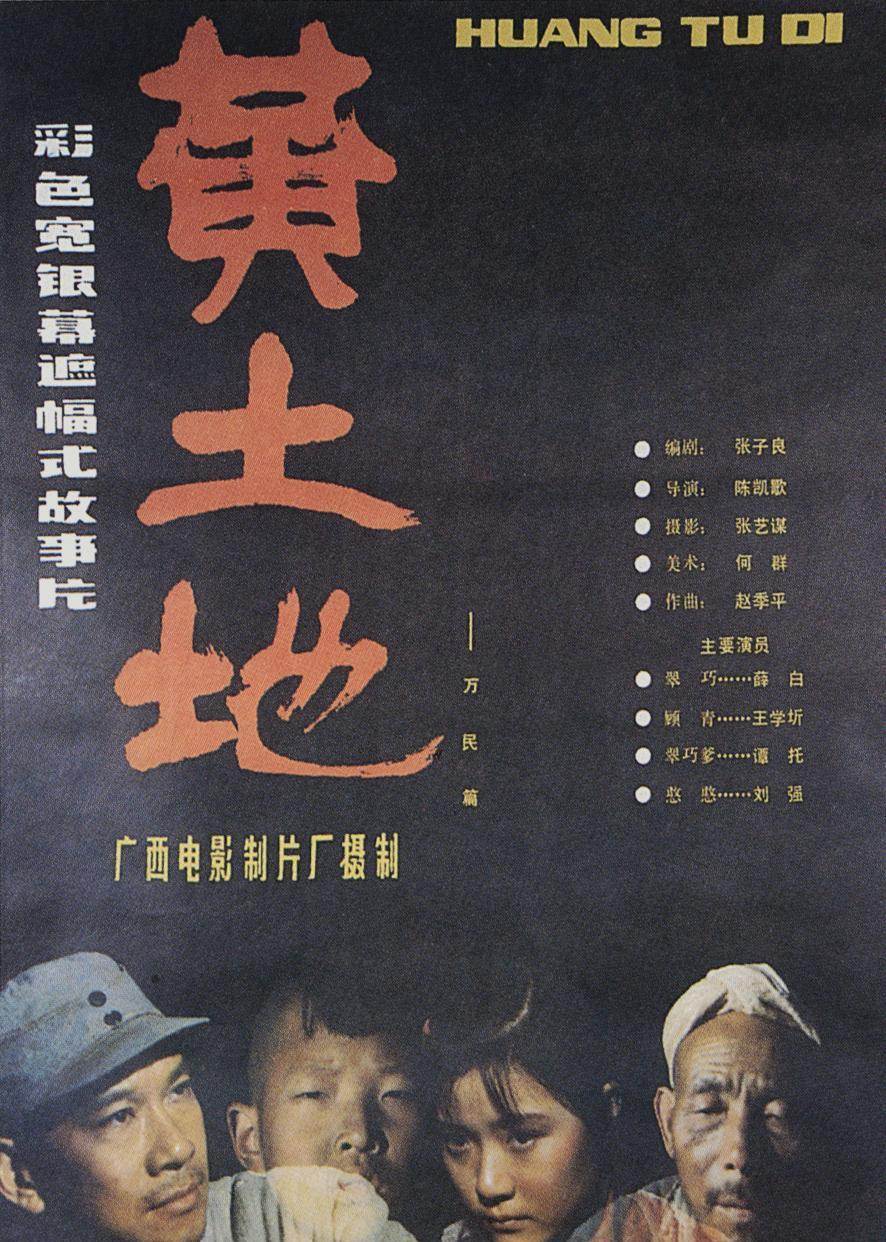 HUANG TU DI
黄土地
彩色宽银幕遮幅式故事片
——万民篇
广西电影制片厂摄制
编剧： 张子良
导演： 陈凯歌
摄影： 张艺谋
美术： 何 群
作曲： 赵季平
主要演员
翠 巧……薛 白
顾 青……王学圻
翠巧爹……谭 托
憨 憨……刘 强